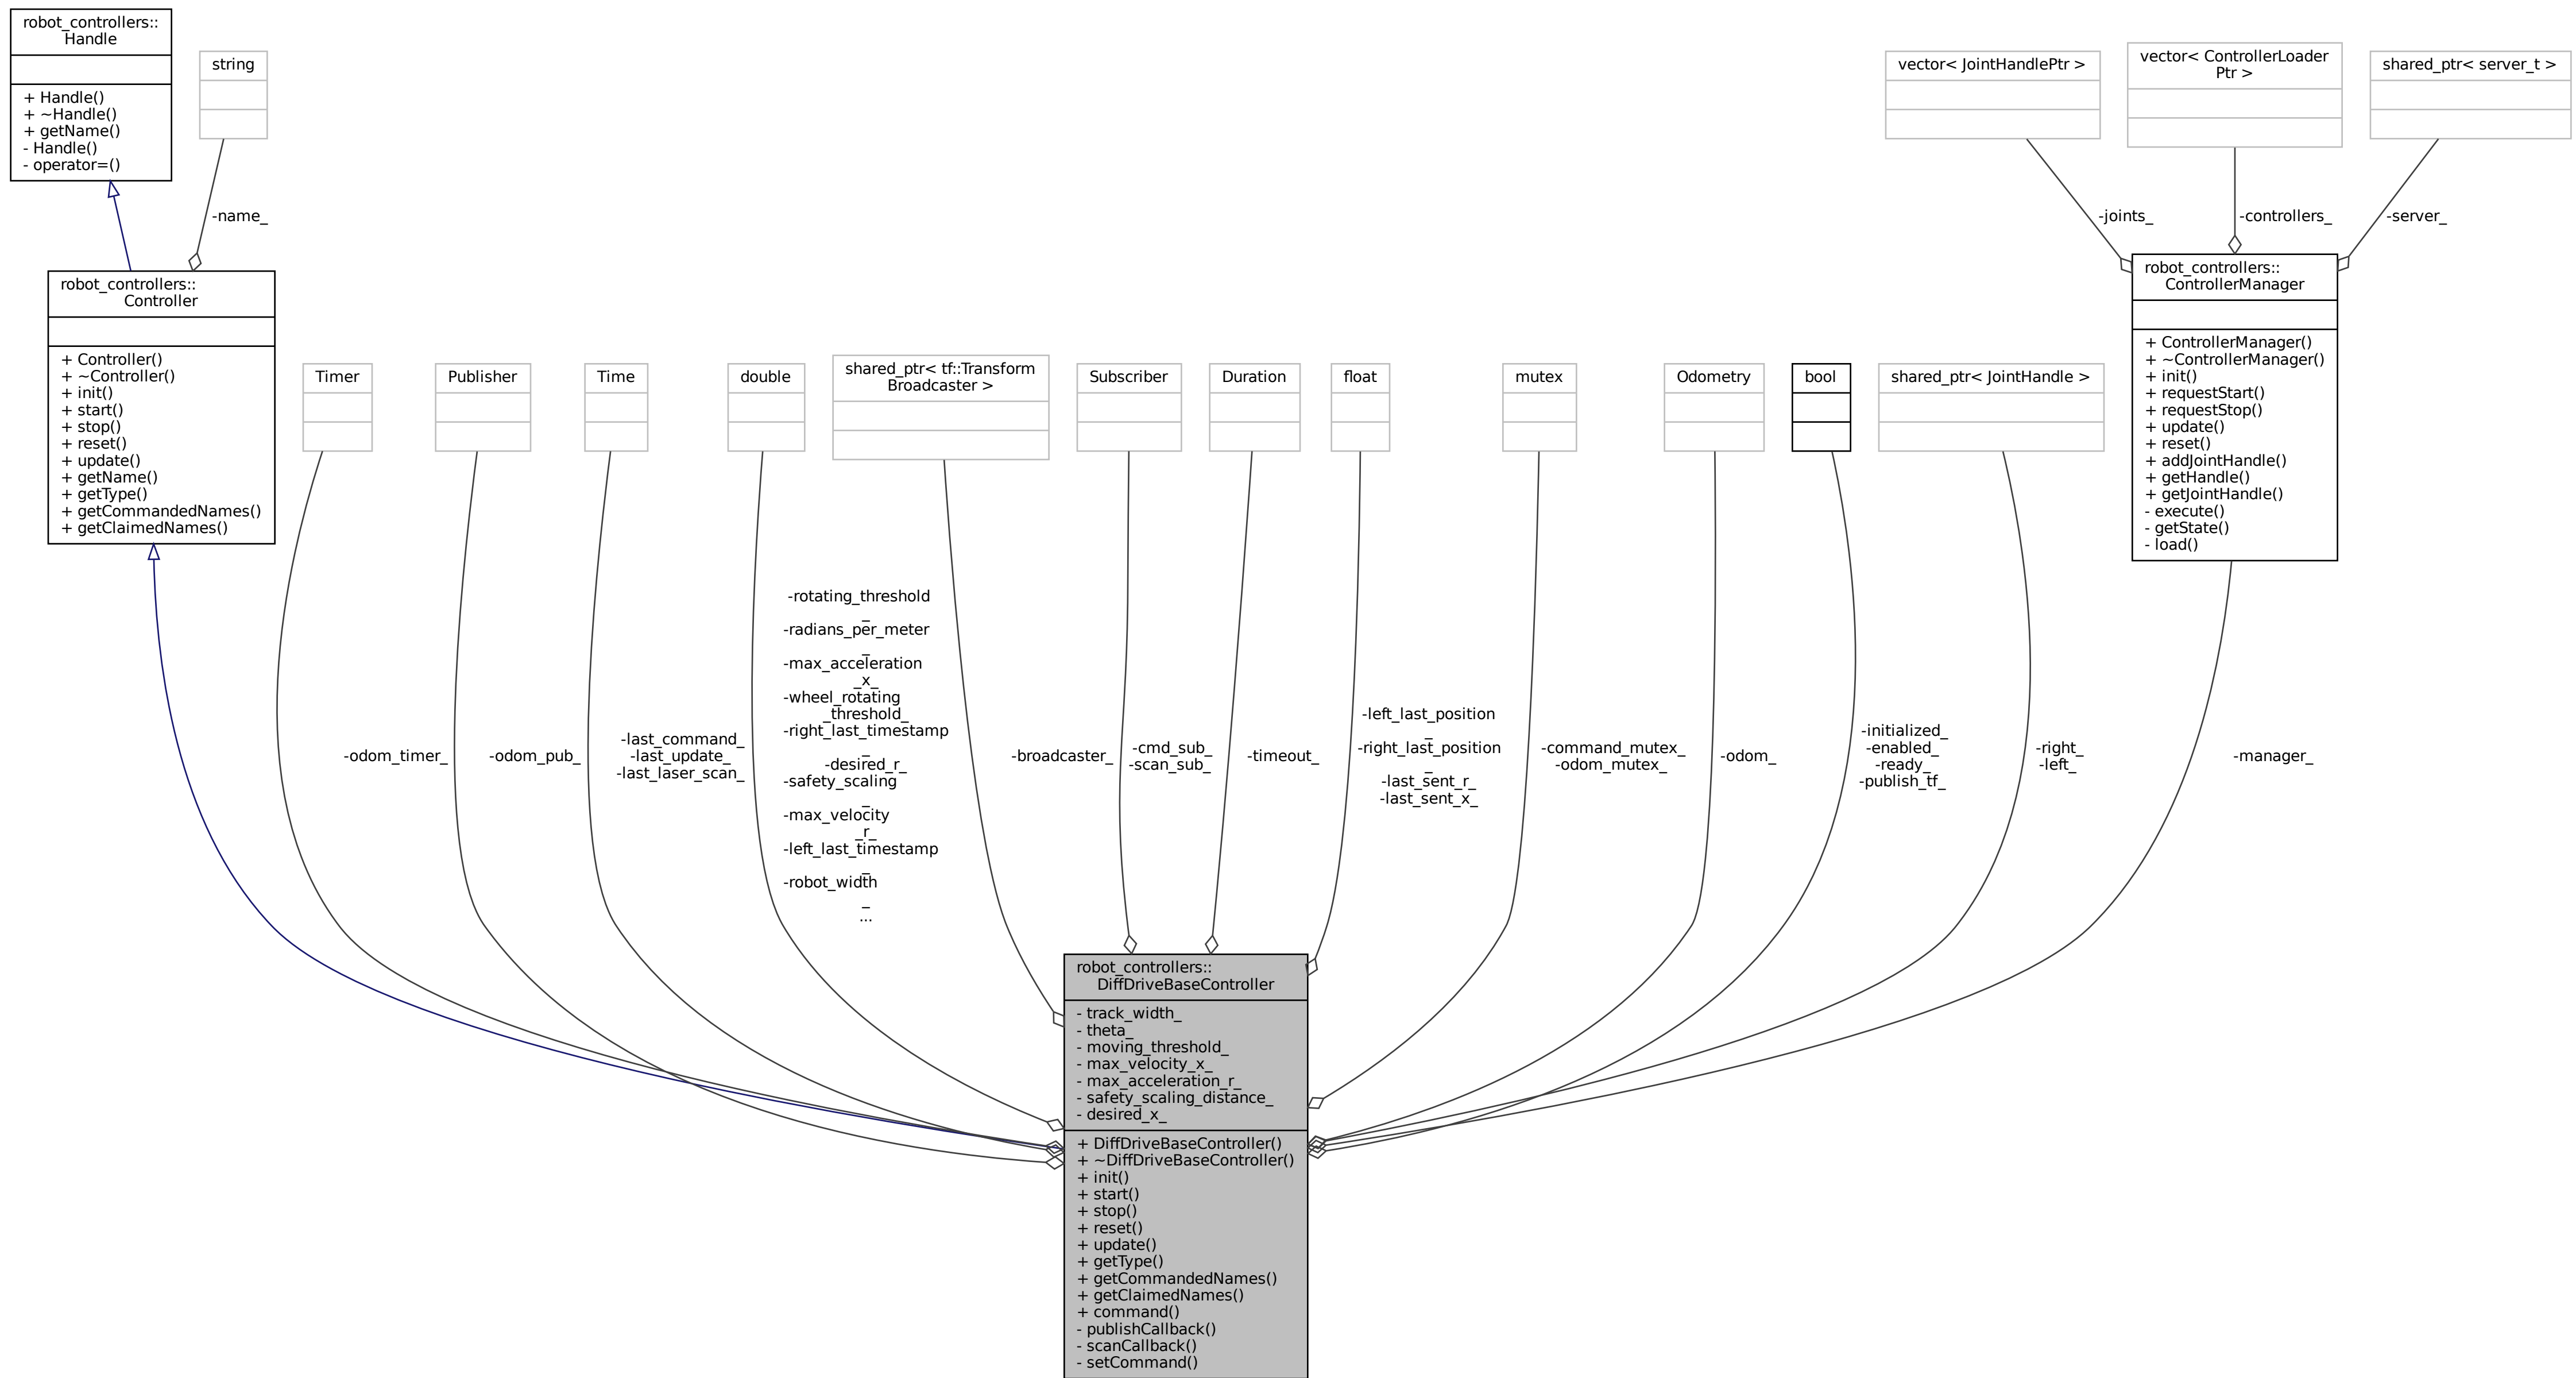 robot_controllers::
Handle
+ Handle()
+ ~Handle()
+ getName()
- Handle()
- operator=()
string
-name_
robot_controllers::
Controller
+ Controller()
+ ~Controller()
+ init()
+ start()
+ stop()
+ reset()
+ update()
+ getName()
+ getType()
+ getCommandedNames()
+ getClaimedNames()
vector< JointHandlePtr >
vector< ControllerLoader
Ptr >
shared_ptr< server_t >
-joints_
-controllers_
-server_
robot_controllers::
ControllerManager
+ ControllerManager()
+ ~ControllerManager()
+ init()
+ requestStart()
+ requestStop()
+ update()
+ reset()
+ addJointHandle()
+ getHandle()
+ getJointHandle()
- execute()
- getState()
- load()
Timer
Publisher
Time
double
shared_ptr< tf::Transform
Broadcaster >
Subscriber
Duration
float
mutex
Odometry
bool
shared_ptr< JointHandle >
-odom_timer_
-odom_pub_
-last_command_
-last_update_
-last_laser_scan_
-rotating_threshold
_
-radians_per_meter
_
-max_acceleration
_x_
-wheel_rotating
_threshold_
-right_last_timestamp
_
-desired_r_
-safety_scaling
_
-max_velocity
_r_
-left_last_timestamp
_
-robot_width
_
...
-broadcaster_
-cmd_sub_
-scan_sub_
-timeout_
-left_last_position
_
-right_last_position
_
-last_sent_r_
-last_sent_x_
-command_mutex_
-odom_mutex_
-odom_
-initialized_
-enabled_
-ready_
-publish_tf_
-right_
-left_
-manager_
robot_controllers::
DiffDriveBaseController
- track_width_
- theta_
- moving_threshold_
- max_velocity_x_
- max_acceleration_r_
- safety_scaling_distance_
- desired_x_
+ DiffDriveBaseController()
+ ~DiffDriveBaseController()
+ init()
+ start()
+ stop()
+ reset()
+ update()
+ getType()
+ getCommandedNames()
+ getClaimedNames()
+ command()
- publishCallback()
- scanCallback()
- setCommand()